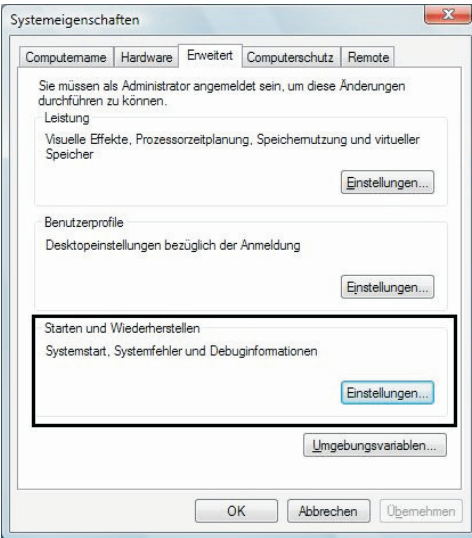 Systemeigenschaften
Computername Hardware Erweitert Computerschutz Remote
Sie müssen als Administrator angemeldet sein, um diese Änderungen
durchführen zu können.
Leistung
Visuelle Effekte, Prozessorzeitplanung, Speichernutzung und virtueller
Speicher
Einstellungen...
Benutzerprofile
Desktopeinstellungen bezüglich der Anmeldung
Einstellungen...
Starten und Wiederherstellen
Systemstart, Systemfehler und Debuginformationen
Einstellungen...
Umgebungsvariablen...
OK Abbrechen Übernehmen